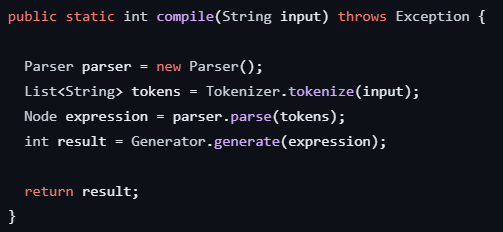 public static int compile(String input) throws Exception {
Parser parser = new Parser();
List<String> tokens = Tokenizer.tokenize(input);
Node expression = parser.parse(tokens);
int result = Generator.generate(expression);
return result;
}